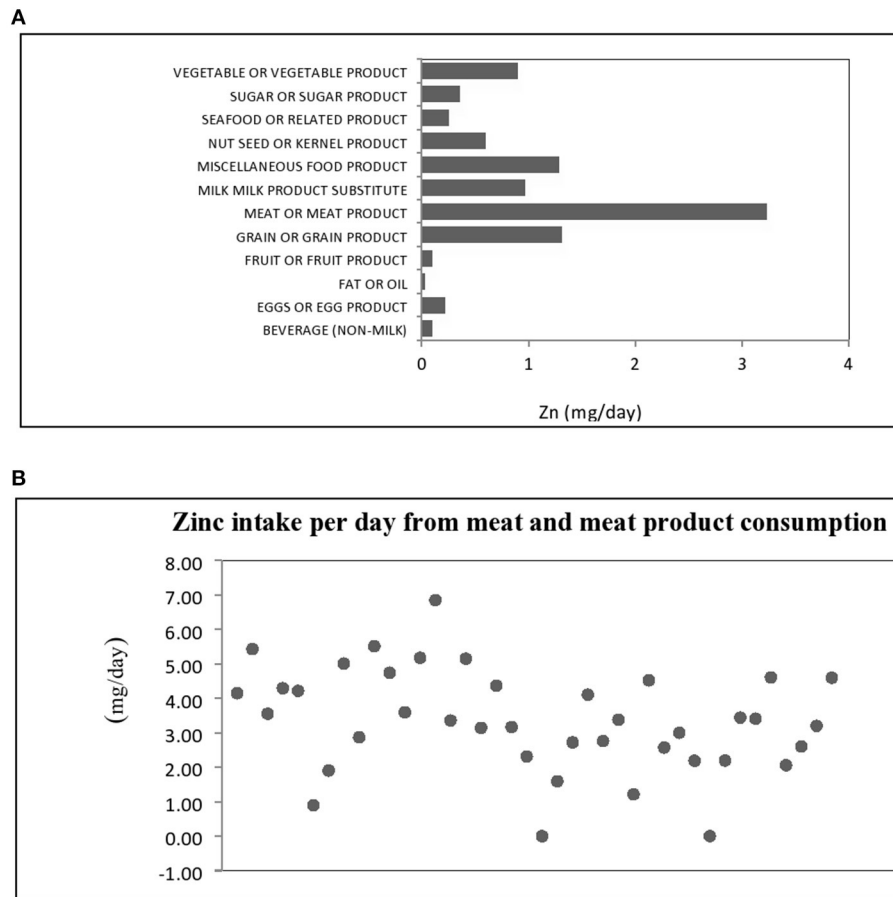 A
VEGETABLE OR VEGETABLE PRODUCT
SUGAR OR SUGAR PRODUCT
SEAFOOD OR RELATED PRODUCT
NUT SEED OR KERNEL PRODUCT
MISCELLANEOUS FOOD PRODUCT
MILK MILK PRODUCT SUBSTITUTE
MEAT OR MEAT PRODUCT
GRAIN OR GRAIN PRODUCT
FRUIT OR FRUIT PRODUCT
FAT OR OIL
EGGS OR EGG PRODUCT
BEVERAGE (NON-MILK)
0 1 2 3 4
Zn (mg/day)
B
Zinc intake per day from meat and meat product consumption
(mg/day)
8.00
7.00
6.00
5.00
4.00
3.00
2.00
1.00
0.00
-1.00